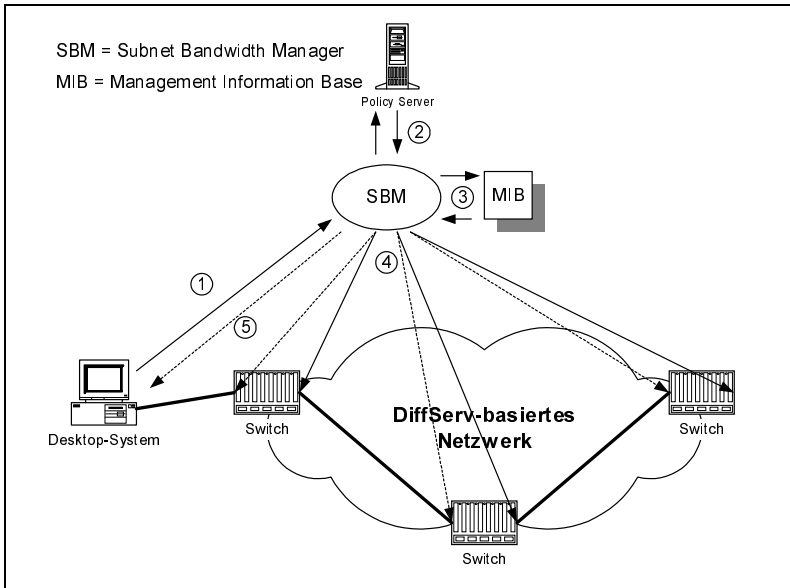 SBM = Subnet Bandwidth Manager
MIB = Management Information Base
Policy Server
2
SBM
3
MIB
1
4
5
DiffServ-basiertes
Netzwerk
Desktop-System
Switch
Switch
Switch